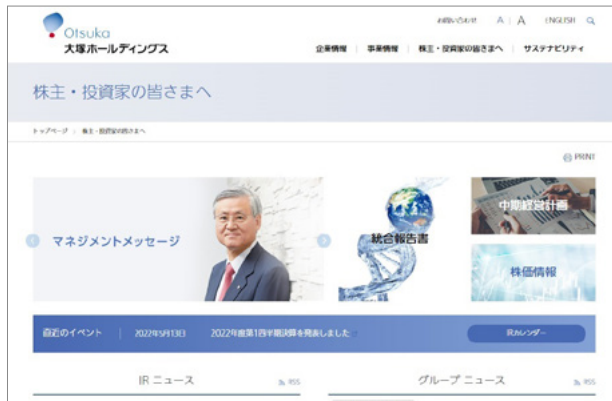 お問い合わせ A | A ENGLISH
Otsuka
大塚ホールディングス
企業情報 事業情報 株主・投資家の皆さまへ サステナビリティ
株主・投資家の皆さまへ
トップページ 株主・投資家の皆さまへ
PRINT
マネジメントメッセージ
統合報告書
中期経営計画
株価情報
直近のイベント 2022年5月13日 2022年度第1四半期決算を発表しました
IRカレンダー
IR ニュース RSS
グループ ニュース RSS